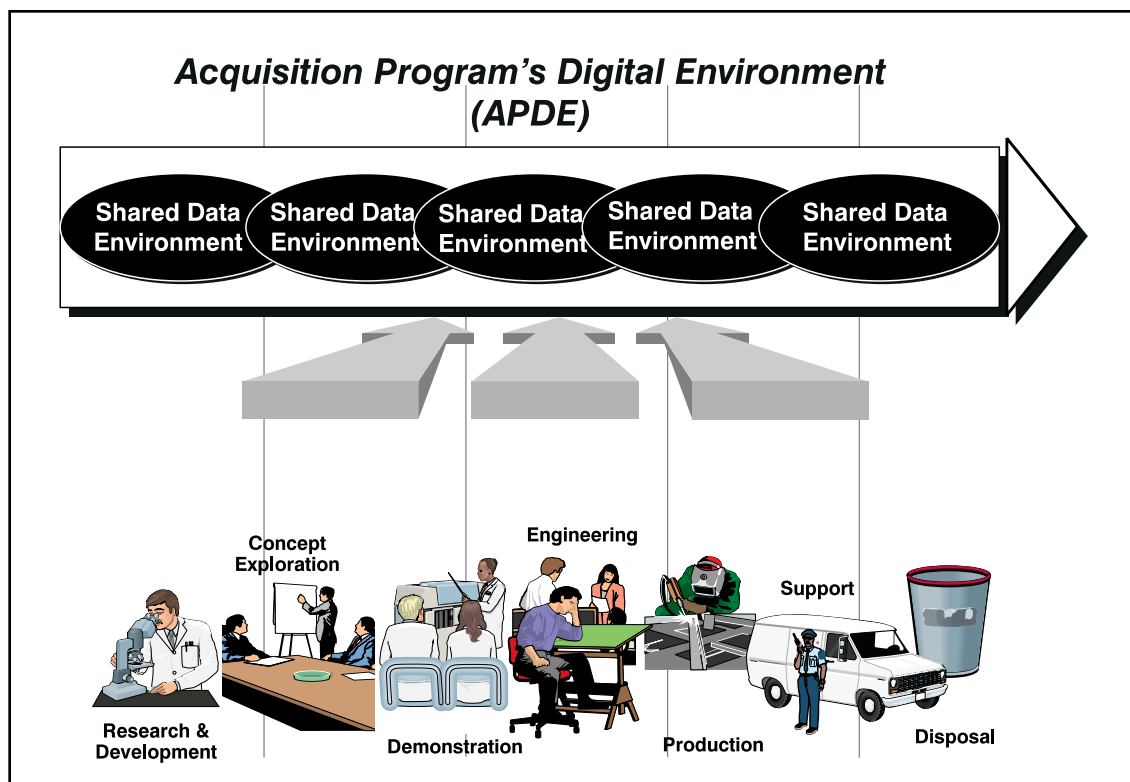 Acquisition Program's Digital Environment
(APDE)
Shared Data
Environment
Shared Data
Environment
Shared Data
Environment
Shared Data
Environment
Shared Data
Environment
Concept
Exploration
Engineering
Support
Research &
Development
Demonstration
Production
Disposal